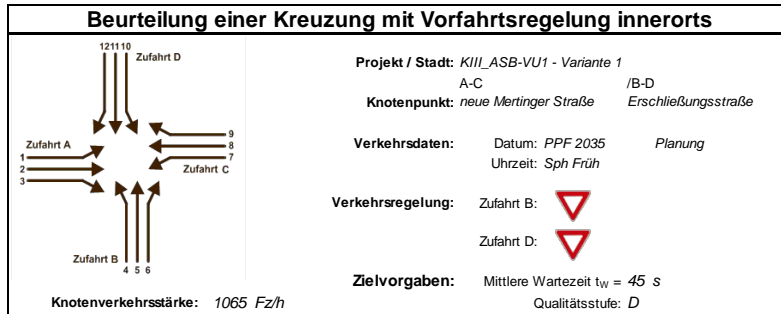 Beurteilung einer Kreuzung mit Vorfahrtsregelung innerorts
12 11 10
Zufahrt D
Zufahrt A
1
2
3
9
8
7
Zufahrt C
Zufahrt B
4 5 6
Knotenverkehrsstärke: 1065 Fz/h
Projekt / Stadt: KIII_ASB-VU1 - Variante 1
A-C /B-D
Knotenpunkt: neue Mertinger Straße Erschließungsstraße
Verkehrsdaten: Datum: PPF 2035 Planung
Uhrzeit: Sph Früh
Verkehrsregelung: Zufahrt B:
Zufahrt D:
Zielvorgaben: Mittlere Wartezeit tW = 45 s
Qualitätsstufe: D